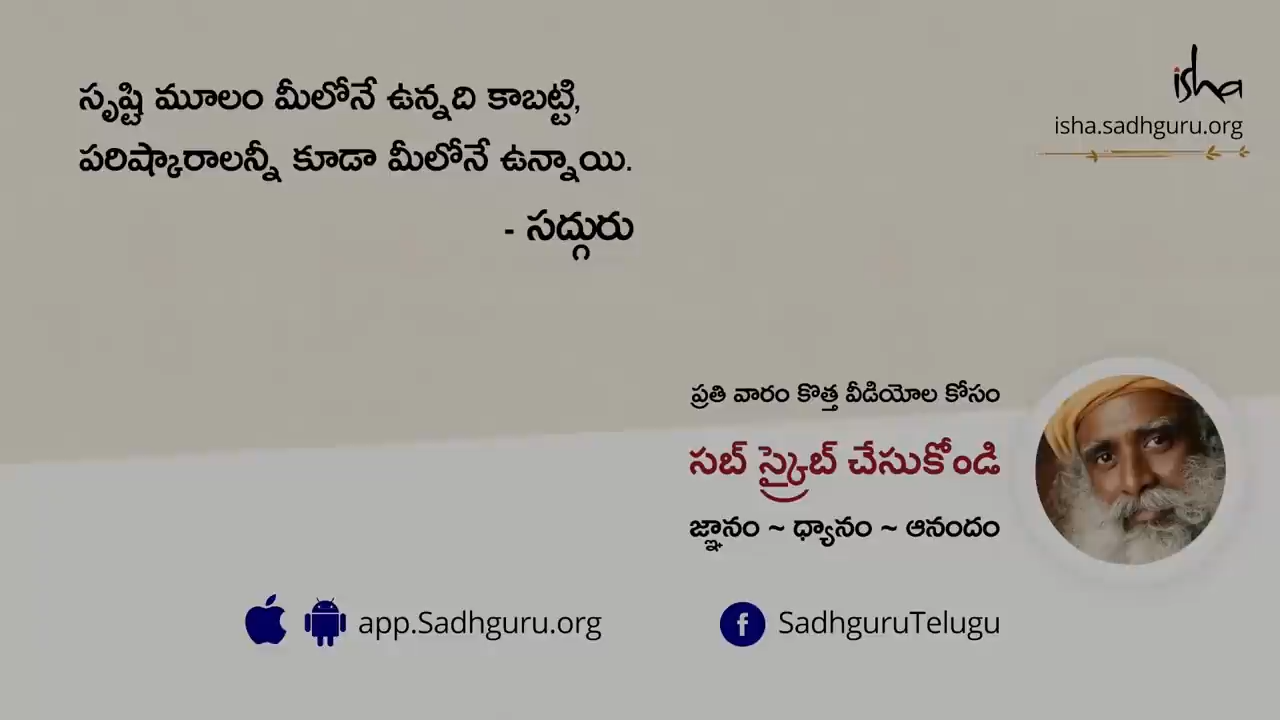 సృష్టి మూలం మీలోనే ఉన్నది కాబట్టి,
పరిష్కారాలన్నీ కూడా మీలోనే ఉన్నాయి.
- సద్గురు
isha
isha.sadhguru.org
ప్రతి వారం కొత్త వీడియోల కోసం
సబ్ స్క్రైబ్ చేసుకోండి
జ్ఞానం ~ ధ్యానం ~ ఆనందం
app.Sadhguru.org
SadhguruTelugu